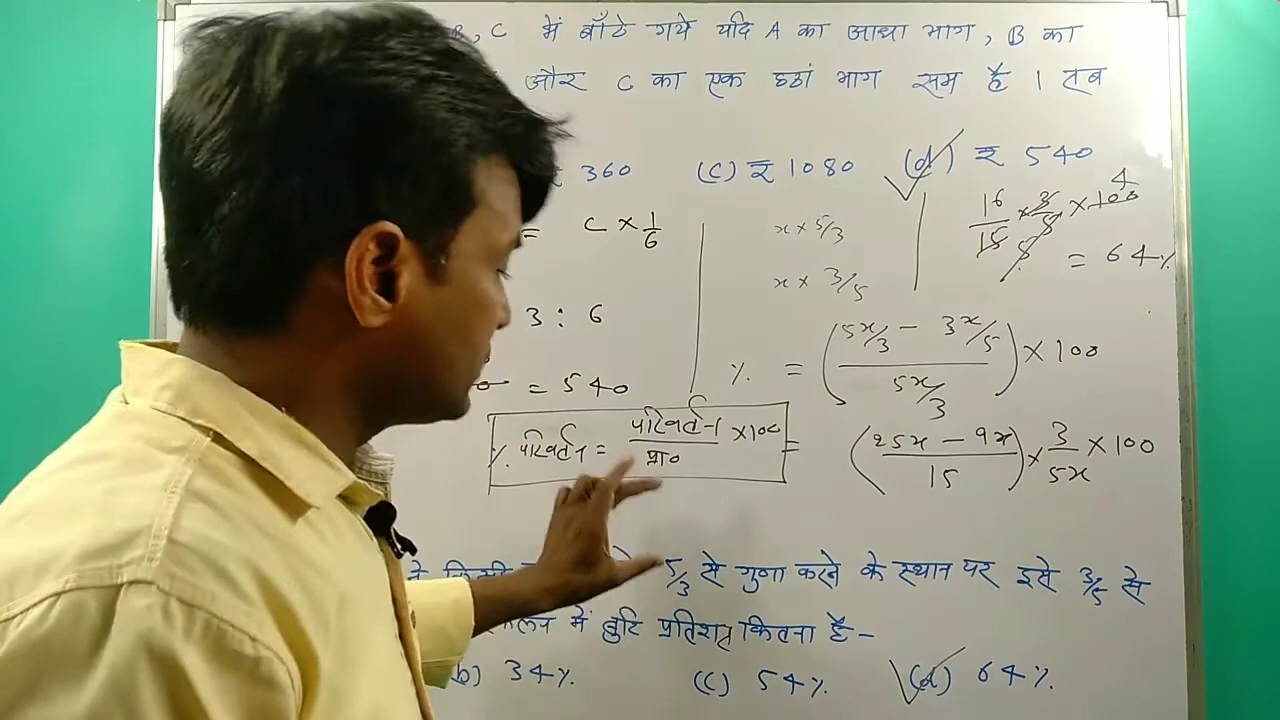 B, C में बाँटे गये यदि A का आधा भाग, B का
और C का एक छठां भाग सम है । तब
360 (C) ₹ 1080 (d) ₹ 540
= C × 1/6
x × 5/3
x × 3/5
16/15 × 3/5 × 100 4
5
= 64%
3 : 6
= 540
% = (5x/3 - 3x/5 / 5x/3) × 100
% परिवर्तन = परिवर्तन/प्रा० × 100
= (25x - 9x / 15) × 3/5x × 100
5/3 से गुणा करने के स्थान पर इसे 3/5 से
में त्रुटि प्रतिशत कितना है -
b) 34% (C) 54% (d) 64%